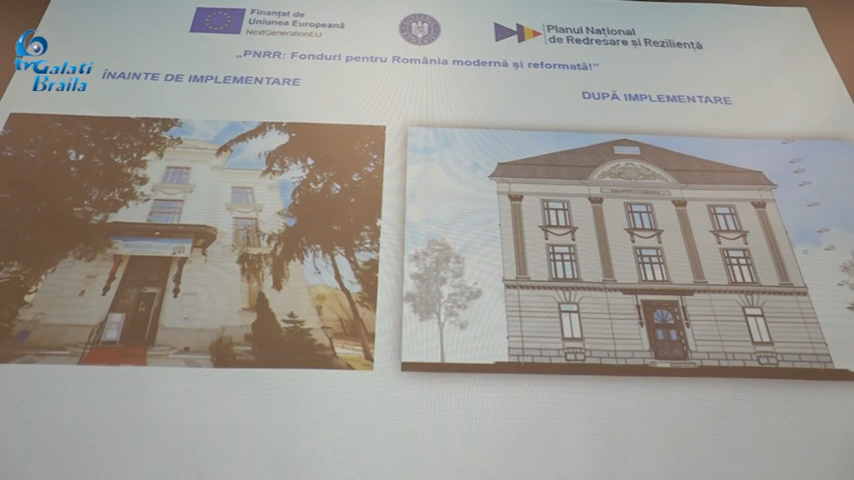 tv Galati
Braila
Finanțat de
Uniunea Europeană
NextGenerationEU
Planul Național
de Redresare și Reziliență
„PNRR: Fonduri pentru România modernă și reformată!”
ÎNAINTE DE IMPLEMENTARE
DUPĂ IMPLEMENTARE